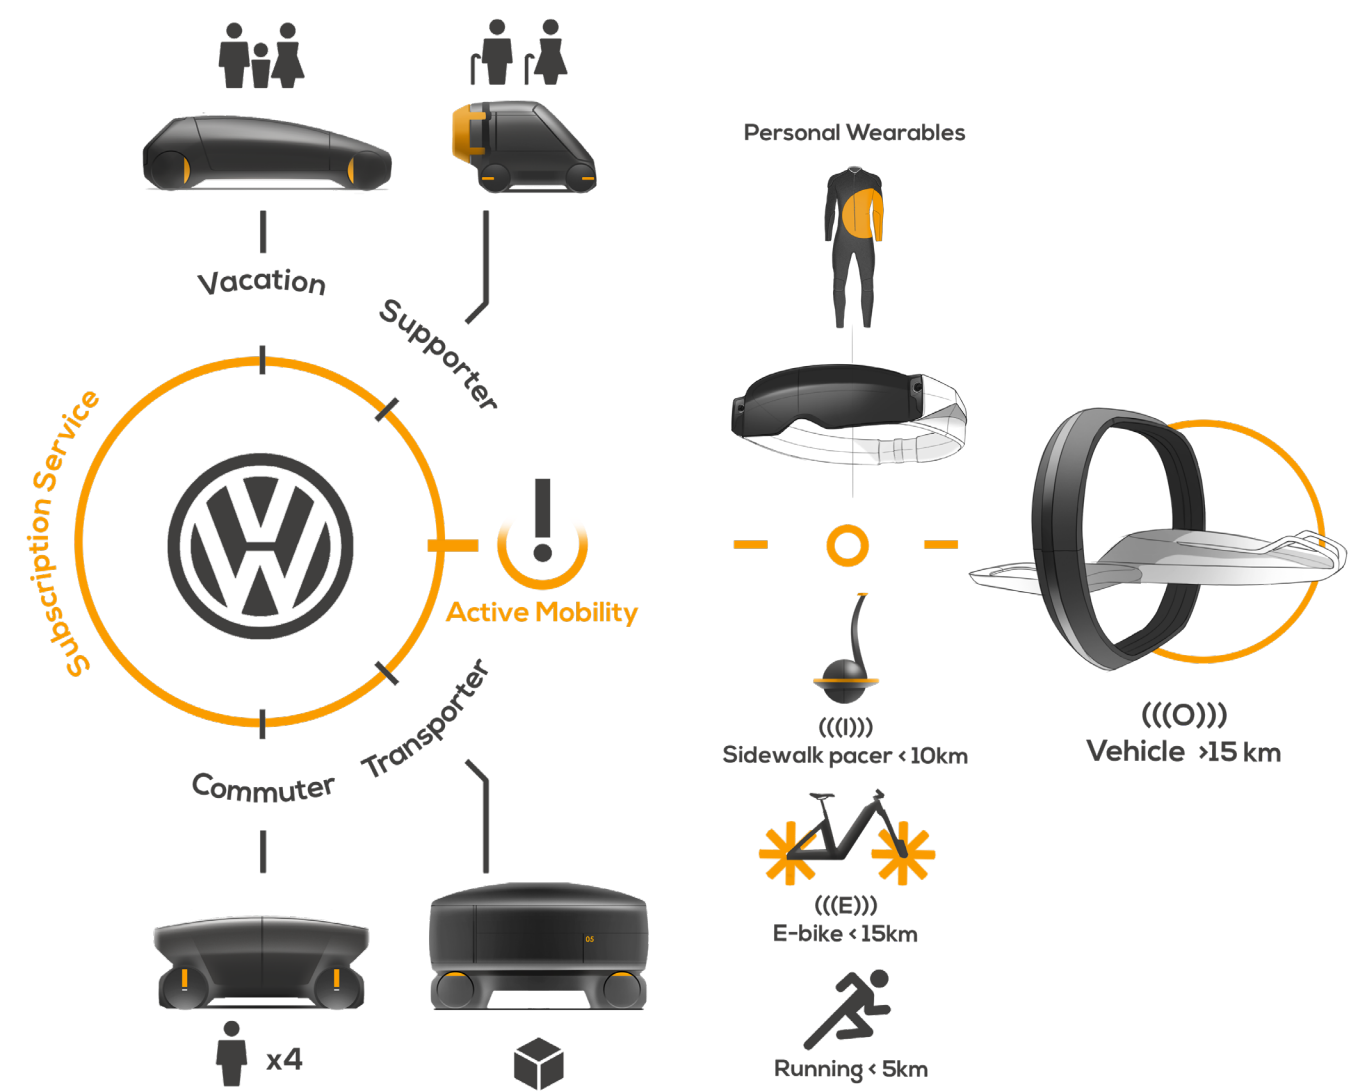 Vacation
Supporter
Subscription Service
Active Mobility
Transporter
Commuter
05
x4
Personal Wearables
(((I)))
Sidewalk pacer < 10km
(((E)))
E-bike < 15km
Running < 5km
(((O)))
Vehicle >15 km